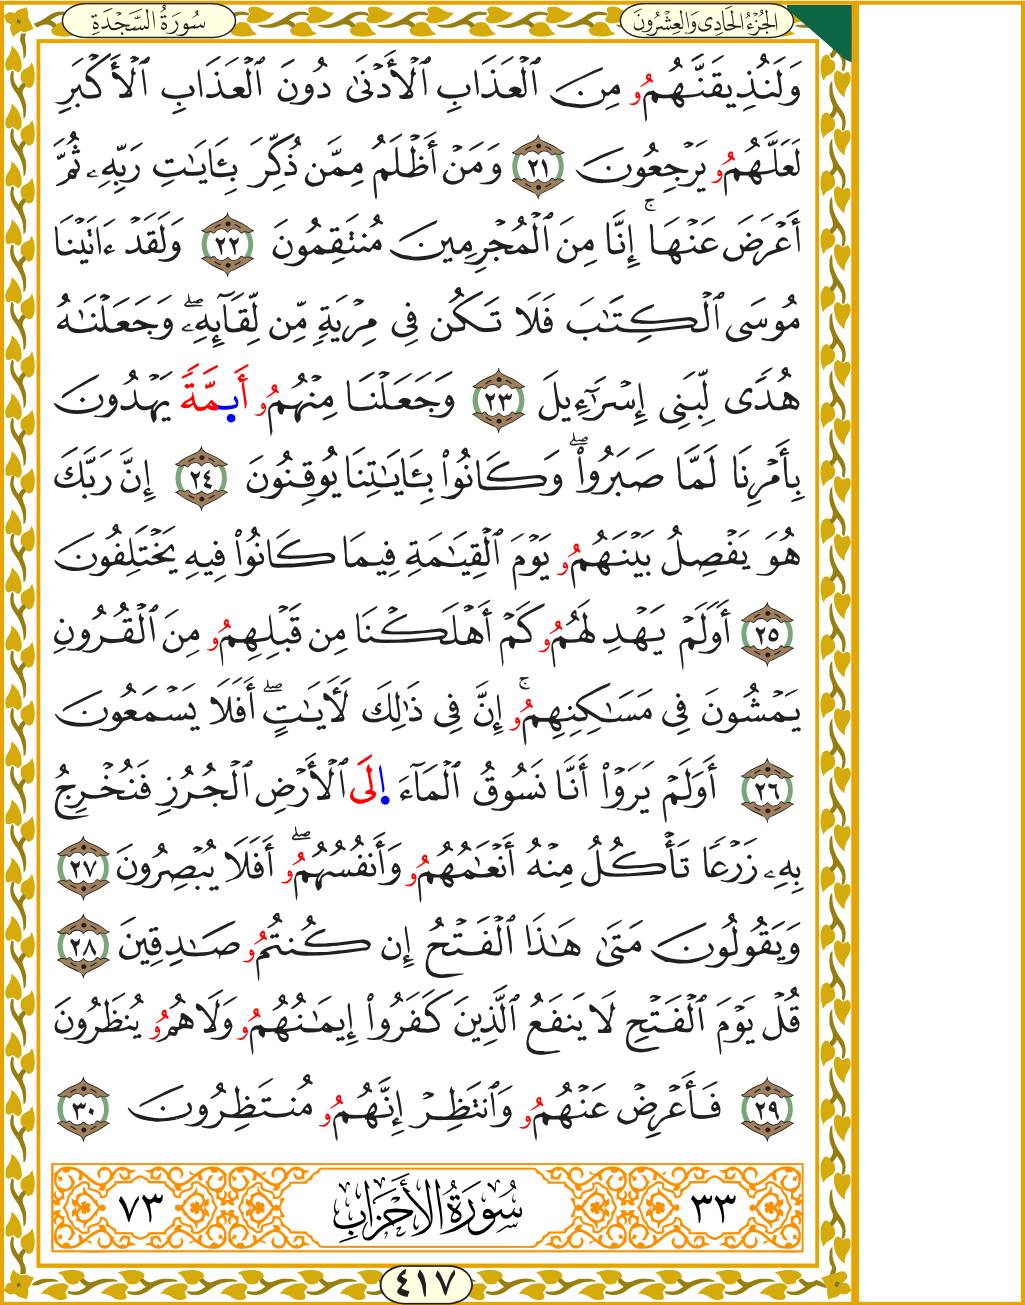 الجُزْءُ الحَادِى وَالعِشْرُونَ
سُورَةُ السَّجْدَةِ
وَلَنُذِيقَنَّهُمُۥ مِنَ ٱلْعَذَابِ ٱلْأَدْنَىٰ دُونَ ٱلْعَذَابِ ٱلْأَكْبَرِ
لَعَلَّهُمُۥ يَرْجِعُونَ ٢١ وَمَنْ أَظْلَمُ مِمَّن ذُكِّرَ بِـَٔايَـٰتِ رَبِّهِۦ ثُمَّ
أَعْرَضَ عَنْهَاۚ إِنَّا مِنَ ٱلْمُجْرِمِينَ مُنتَقِمُونَ ٢٢ وَلَقَدْ ءَاتَيْنَا
مُوسَى ٱلْكِتَـٰبَ فَلَا تَكُن فِى مِرْيَةٍ مِّن لِّقَآئِهِۦۖ وَجَعَلْنَـٰهُ
هُدًى لِّبَنِى إِسْرَٰٓءِيلَ ٢٣ وَجَعَلْنَا مِنْهُمُۥ أَىِمَّةً يَهْدُونَ
بِأَمْرِنَا لَمَّا صَبَرُوا۟ۖ وَكَانُوا۟ بِـَٔايَـٰتِنَا يُوقِنُونَ ٢٤ إِنَّ رَبَّكَ
هُوَ يَفْصِلُ بَيْنَهُمُۥ يَوْمَ ٱلْقِيَـٰمَةِ فِيمَا كَانُوا۟ فِيهِ يَخْتَلِفُونَ
٢٥ أَوَلَمْ يَهْدِ لَهُمُۥ كَمْ أَهْلَكْنَا مِن قَبْلِهِمُۥ مِنَ ٱلْقُرُونِ
يَمْشُونَ فِى مَسَـٰكِنِهِمُۥۚ إِنَّ فِى ذَٰلِكَ لَـَٔايَـٰتٍۖ أَفَلَا يَسْمَعُونَ
٢٦ أَوَلَمْ يَرَوْا۟ أَنَّا نَسُوقُ ٱلْمَآءَ اِلَى ٱلْأَرْضِ ٱلْجُرُزِ فَنُخْرِجُ
بِهِۦ زَرْعًا تَأْكُلُ مِنْهُ أَنْعَـٰمُهُمُۥ وَأَنفُسُهُمُۥۖ أَفَلَا يُبْصِرُونَ ٢٧
وَيَقُولُونَ مَتَىٰ هَـٰذَا ٱلْفَتْحُ إِن كُنتُمُۥ صَـٰدِقِينَ ٢٨
قُلْ يَوْمَ ٱلْفَتْحِ لَا يَنفَعُ ٱلَّذِينَ كَفَرُوا۟ إِيمَـٰنُهُمُۥ وَلَا هُمُۥ يُنظَرُونَ
٢٩ فَأَعْرِضْ عَنْهُمُۥ وَٱنتَظِرْ إِنَّهُمُۥ مُنتَظِرُونَ ٣٠
٣٣ سُورَةُ الأَحْزَابِ ٧٣
٤١٧